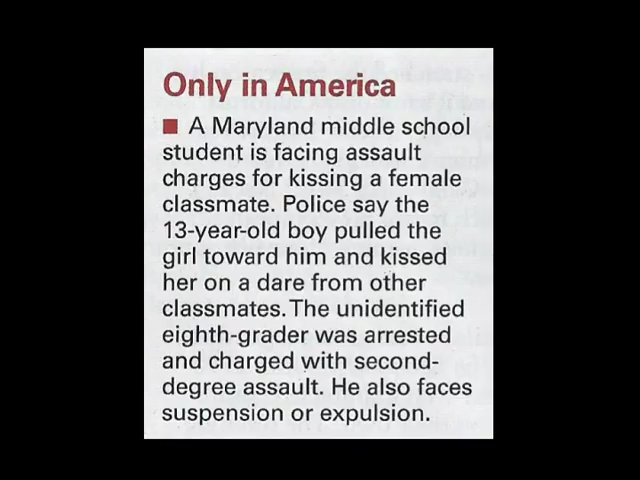 Only in America
■ A Maryland middle school
student is facing assault
charges for kissing a female
classmate. Police say the
13-year-old boy pulled the
girl toward him and kissed
her on a dare from other
classmates. The unidentified
eighth-grader was arrested
and charged with second-
degree assault. He also faces
suspension or expulsion.